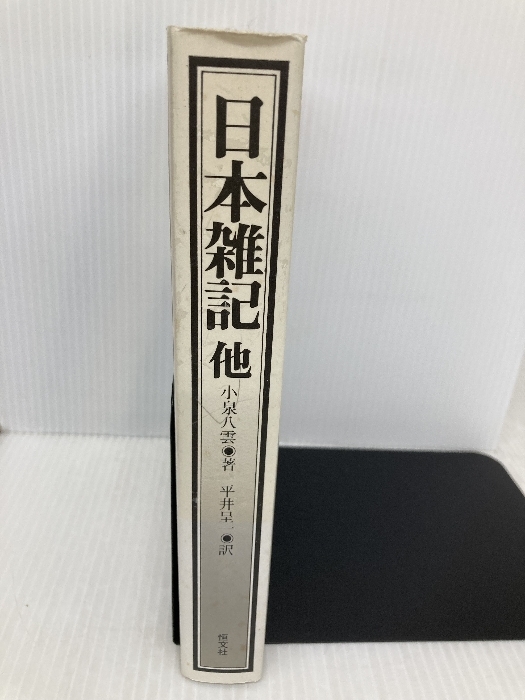 日本雑記 他
小泉八雲◉著 平井呈一◉訳
恒文社